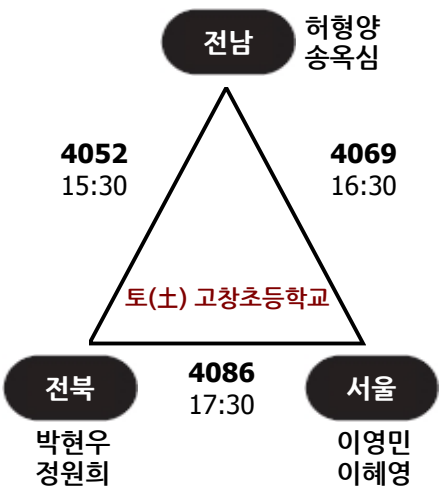 전남
허형양
송옥심
4052
15:30
4069
16:30
토(土) 고창초등학교
전북
4086
17:30
서울
박현우
정원희
이영민
이혜영